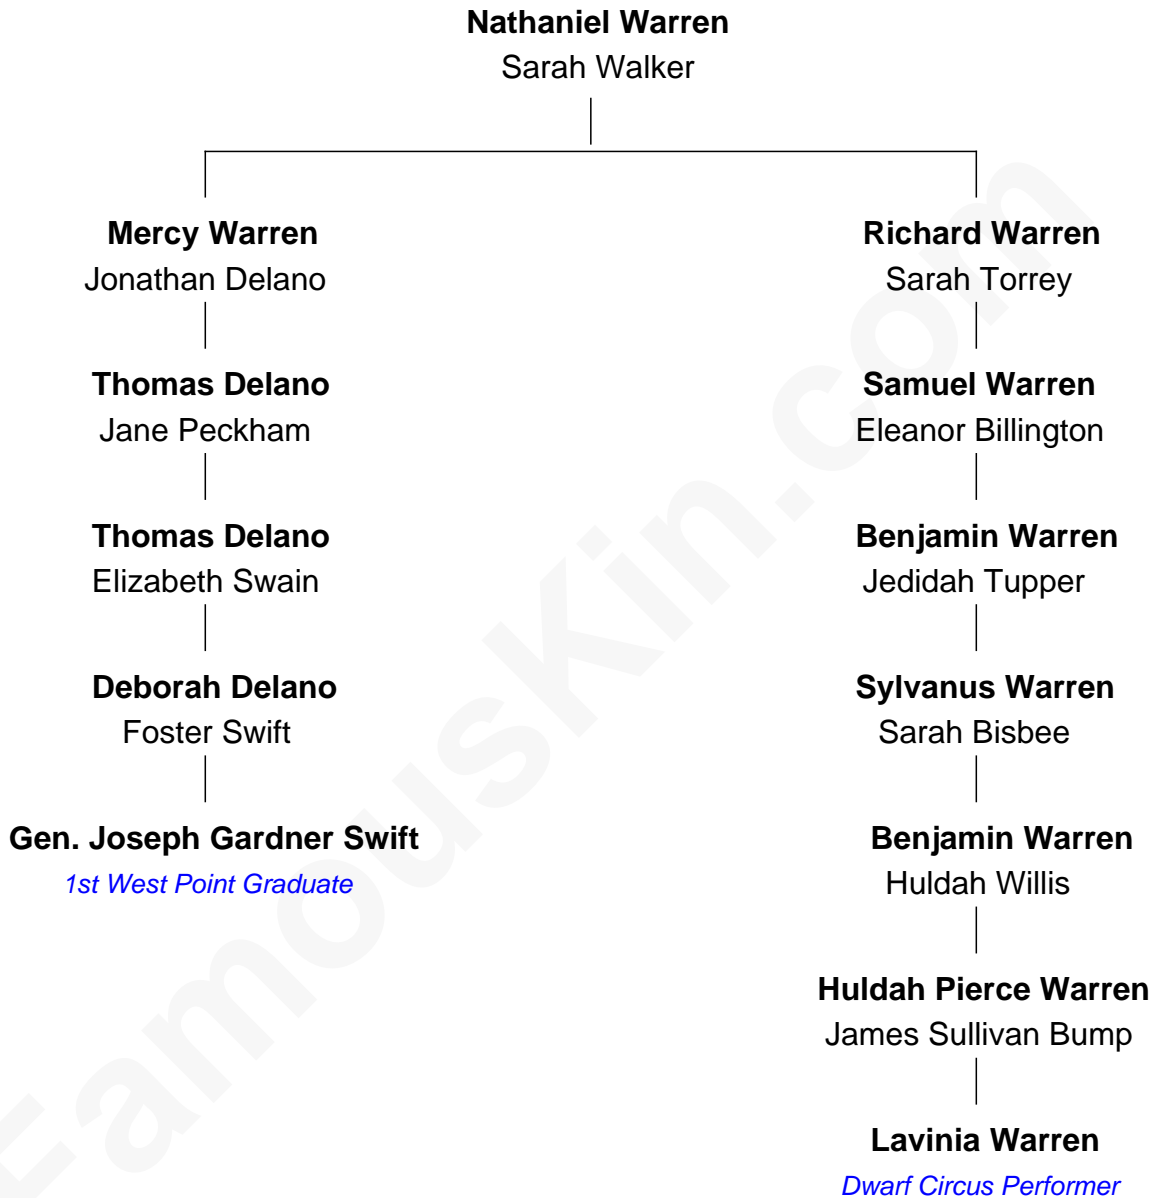 Nathaniel Warren
Sarah Walker
Mercy Warren
Jonathan Delano
Richard Warren
Sarah Torrey
Thomas Delano
Jane Peckham
Samuel Warren
Eleanor Billington
Thomas Delano
Elizabeth Swain
Benjamin Warren
Jedidah Tupper
Deborah Delano
Foster Swift
Sylvanus Warren
Sarah Bisbee
Gen. Joseph Gardner Swift
1st West Point Graduate
Benjamin Warren
Huldah Willis
Huldah Pierce Warren
James Sullivan Bump
Lavinia Warren
Dwarf Circus Performer
FamousKin.com